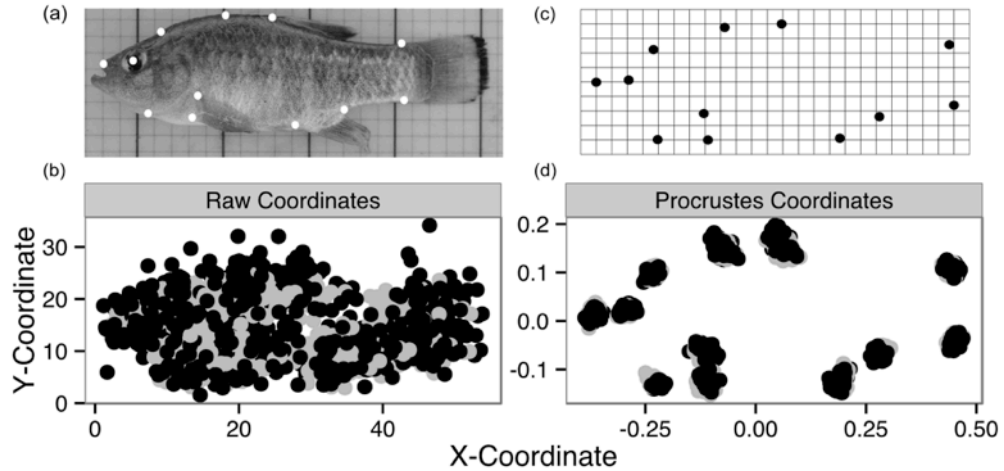 (a)
(c)
(b)
(d)
Raw Coordinates
Procrustes Coordinates
Y-Coordinate
30
20
10
0
0.2
0.1
0.0
-0.1
0 20 40
-0.25 0.00 0.25 0.50
X-Coordinate